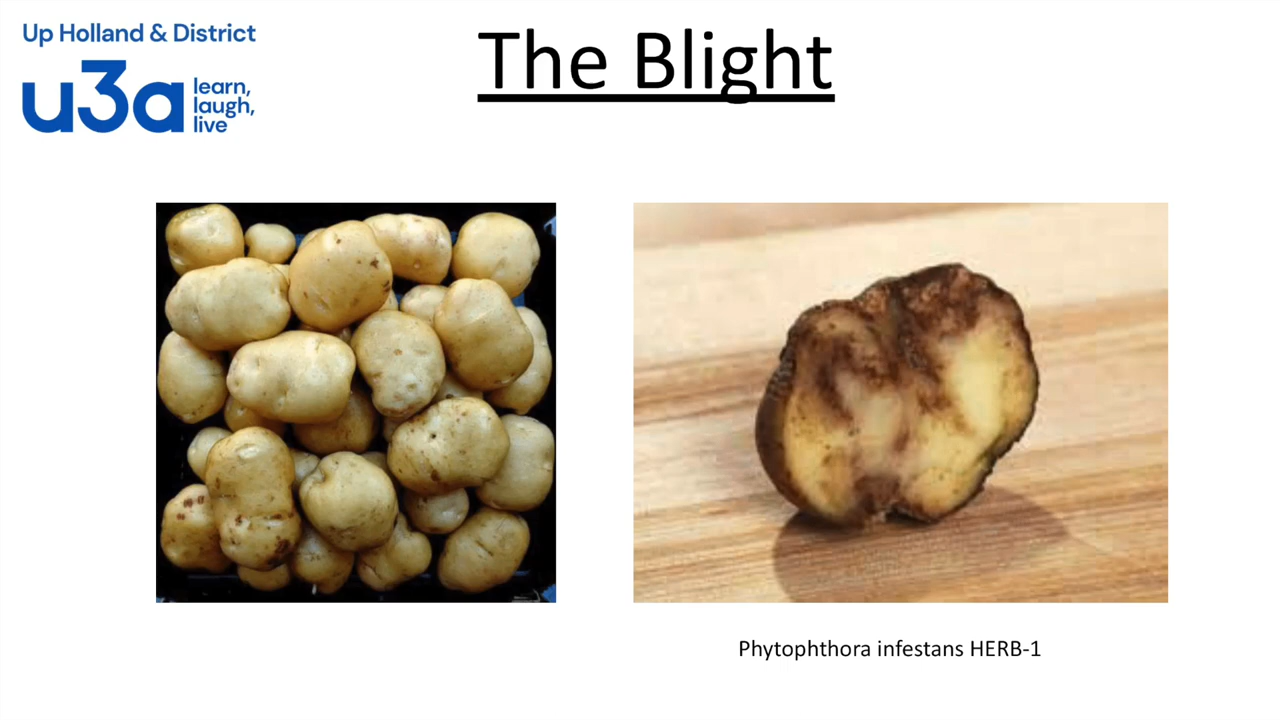 Up Holland & District
u3a
learn,
laugh,
live
The Blight
Phytophthora infestans HERB-1